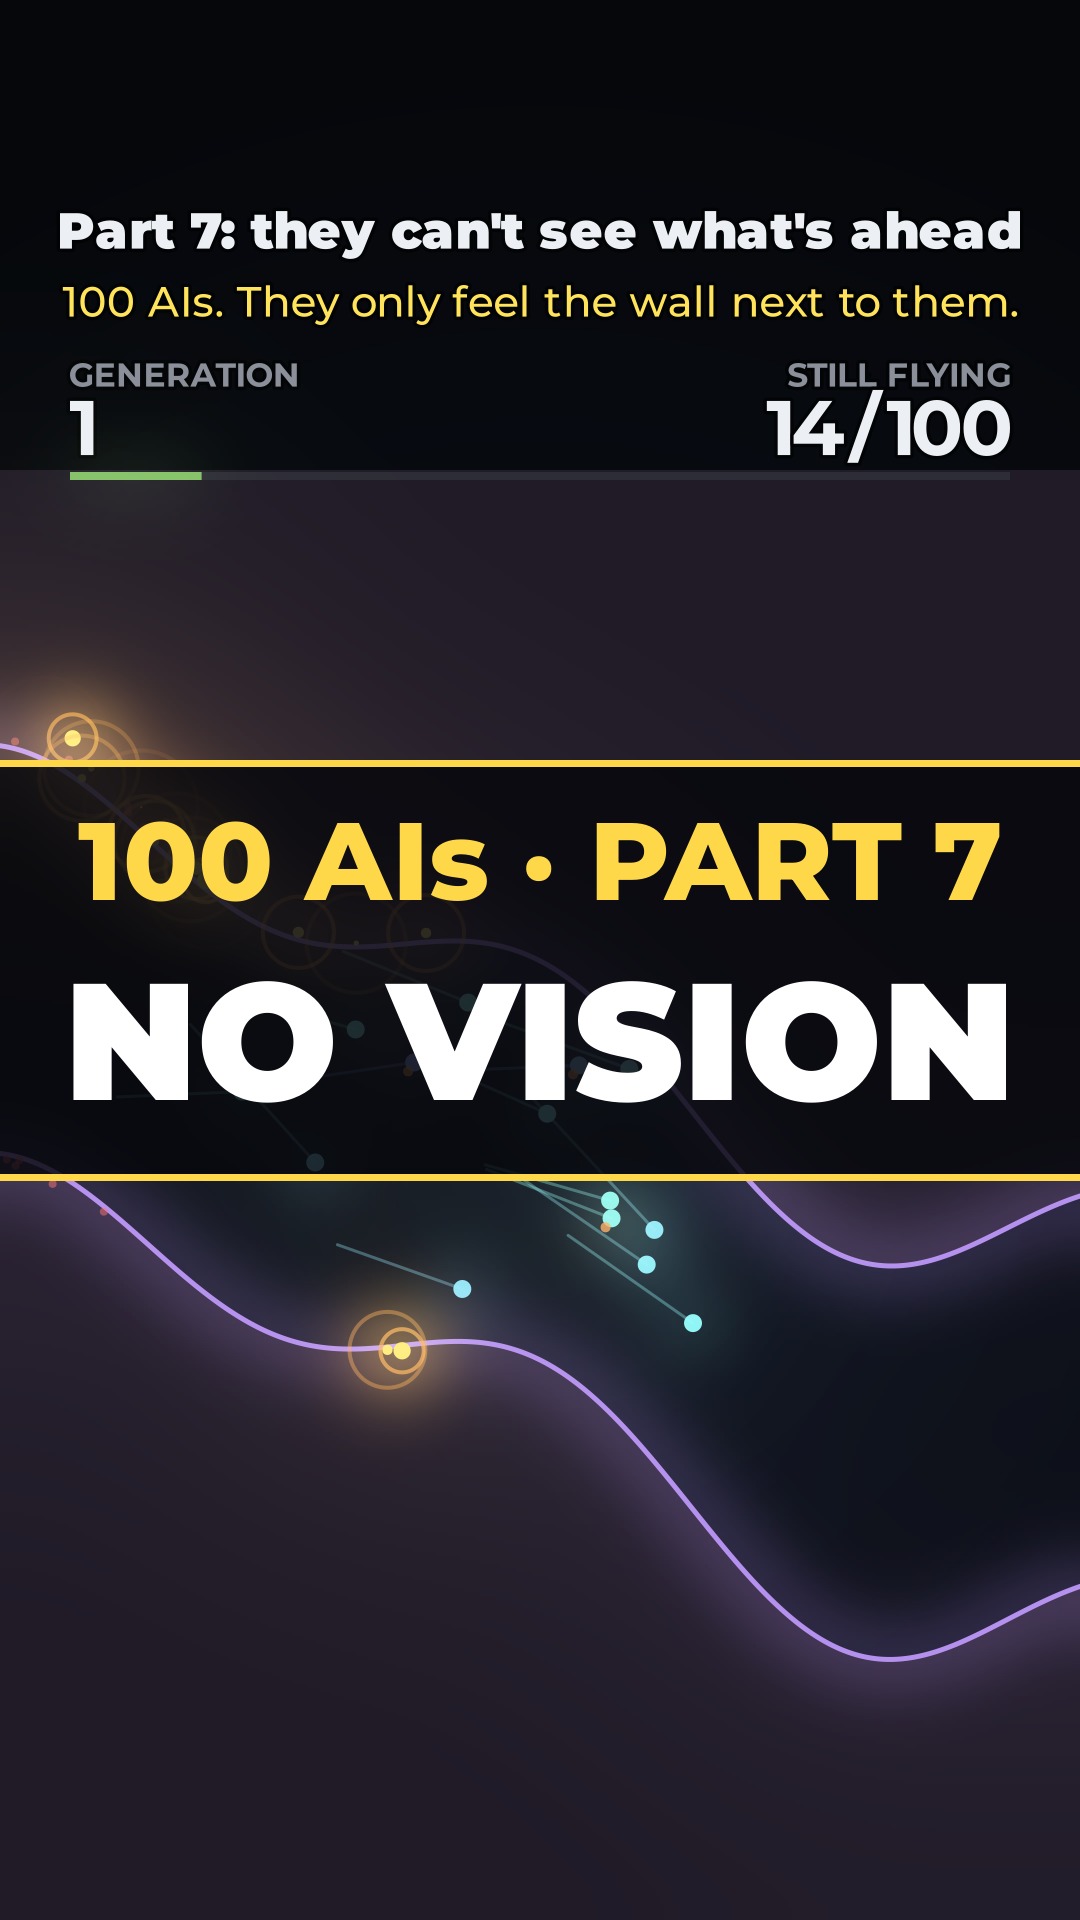 Part 7: they can't see what's ahead
100 AIs. They only feel the wall next to them.
GENERATION
STILL FLYING
1
14/100
100 AIs • PART 7
NO VISION